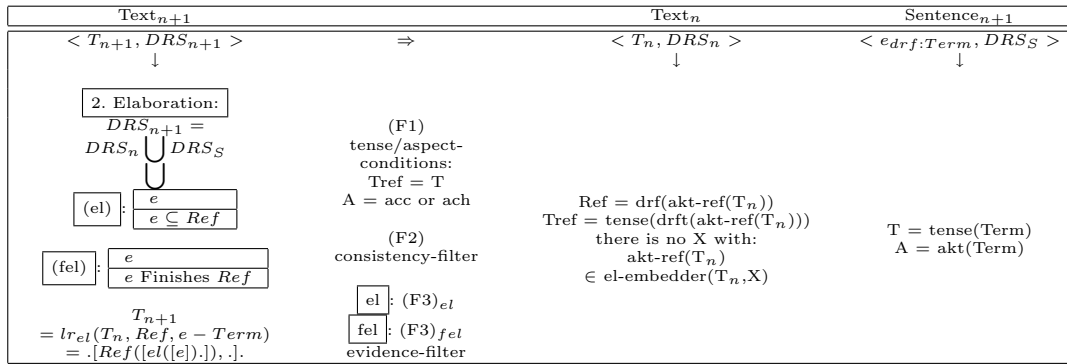 Text_{n+1} Text_n Sentence_{n+1}
< T_{n+1}, DRS_{n+1} > ⇒ < T_n, DRS_n > < e_{drf:Term}, DRS_S >
↓ ↓ ↓
2. Elaboration:
DRS_{n+1} =
DRS_n ⋃ DRS_S
⋃
(el) : e
e ⊆ Ref
(fel) : e
e Finishes Ref
T_{n+1}
= lr_{el}(T_n, Ref, e − Term)
= .[Ref([el([e]).]), .].
(F1)
tense/aspect-
conditions:
Tref = T
A = acc or ach
(F2)
consistency-filter
el : (F3)_{el}
fel : (F3)_{fel}
evidence-filter
Ref = drf(akt-ref(T_n))
Tref = tense(drft(akt-ref(T_n)))
there is no X with:
akt-ref(T_n)
∈ el-embedder(T_n,X)
T = tense(Term)
A = akt(Term)